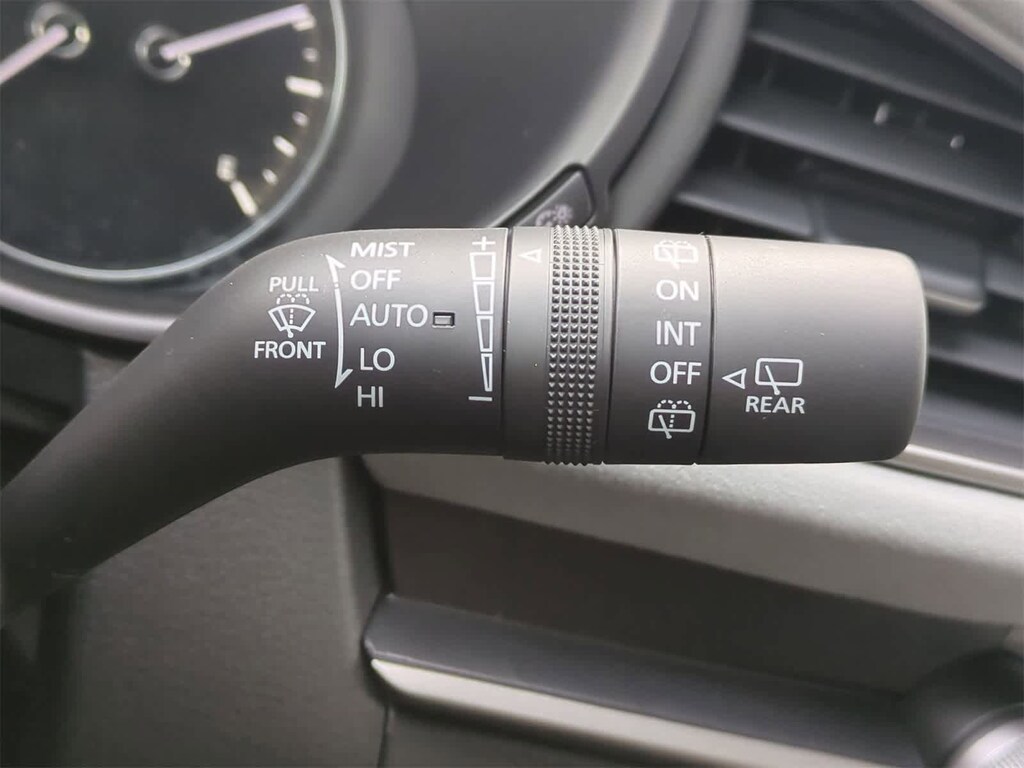 PULL
FRONT
MIST
OFF
AUTO
LO
HI
+
−
ON
INT
OFF
REAR